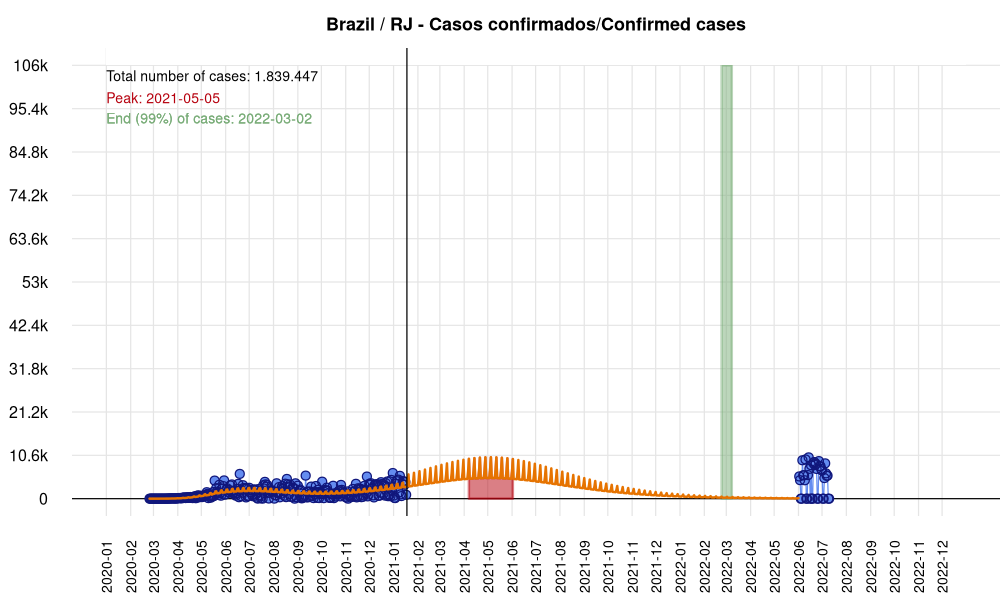 Brazil / RJ - Casos confirmados/Confirmed cases
Total number of cases: 1.839.447
Peak: 2021-05-05
End (99%) of cases: 2022-03-02
106k
95.4k
84.8k
74.2k
63.6k
53k
42.4k
31.8k
21.2k
10.6k
0
2020-01
2020-02
2020-03
2020-04
2020-05
2020-06
2020-07
2020-08
2020-09
2020-10
2020-11
2020-12
2021-01
2021-02
2021-03
2021-04
2021-05
2021-06
2021-07
2021-08
2021-09
2021-10
2021-11
2021-12
2022-01
2022-02
2022-03
2022-04
2022-05
2022-06
2022-07
2022-08
2022-09
2022-10
2022-11
2022-12